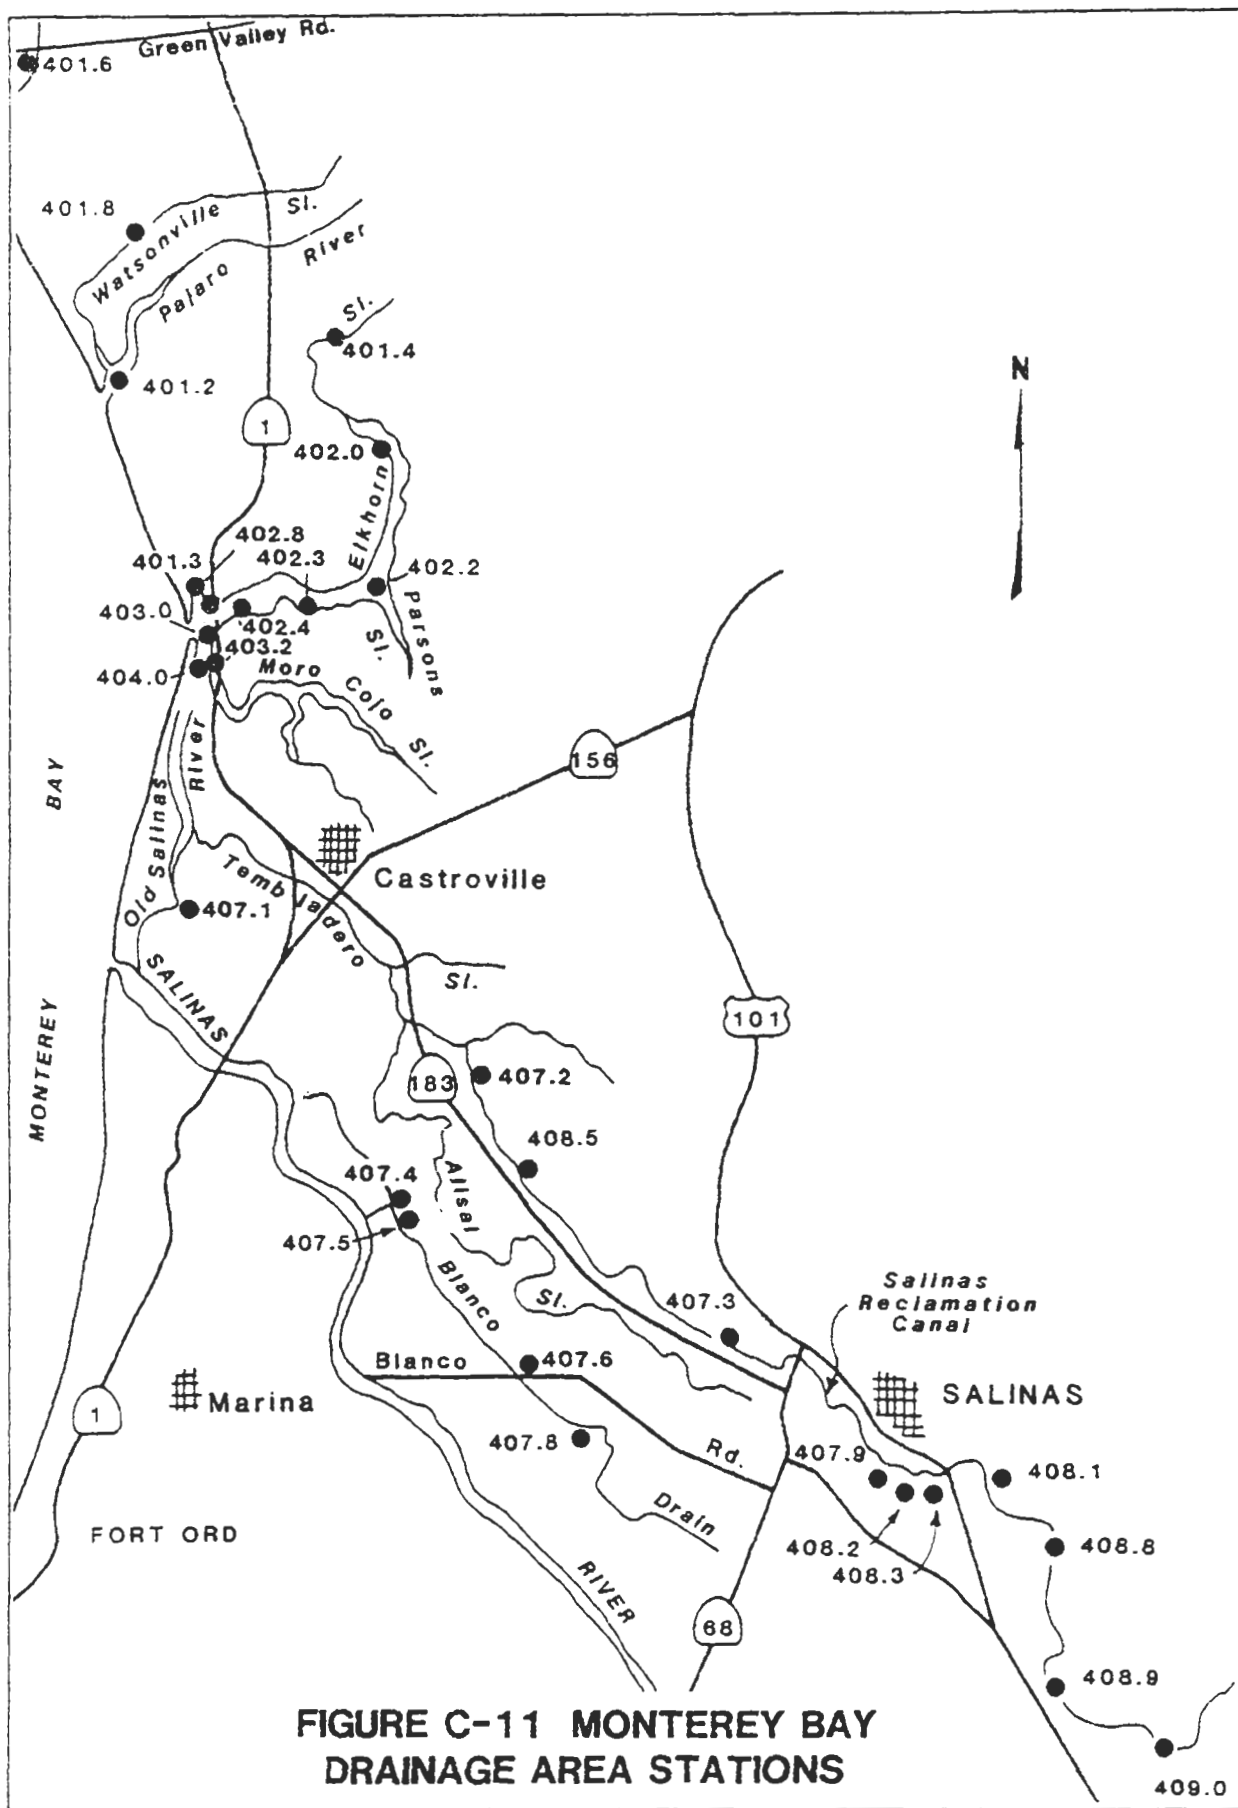 Green Valley Rd.
401.6
401.8
Watsonville Sl.
Pajaro River
Sl.
401.4
401.2
N
1
402.0
Elkhorn
402.8
401.3
402.3
402.2
403.0
Parsons
402.4
Sl.
403.2
Moro Cojo Sl.
404.0
River
156
BAY
Old Salinas
Tembladero
Castroville
407.1
SALINAS
Sl.
MONTEREY
101
183
407.2
408.5
407.4
Alisal
407.5
Blanco
Sl.
Salinas
Reclamation
Canal
407.3
Blanco
407.6
SALINAS
Marina
1
407.8
Rd.
407.9
408.1
Drain
FORT ORD
408.2
408.8
408.3
RIVER
68
408.9
FIGURE C-11 MONTEREY BAY
DRAINAGE AREA STATIONS
409.0